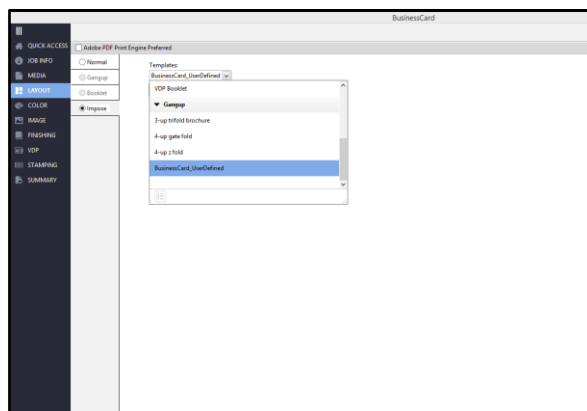 BusinessCard
QUICK ACCESS
JOB INFO
MEDIA
LAYOUT
COLOR
IMAGE
FINISHING
VDP
STAMPING
SUMMARY
Adobe PDF Print Engine Preferred
Normal
Gangup
Booklet
Impose
Templates:
BusinessCard_UserDefined
VDP Booklet
Gangup
3-up trifold brochure
4-up gate fold
4-up z fold
BusinessCard_UserDefined